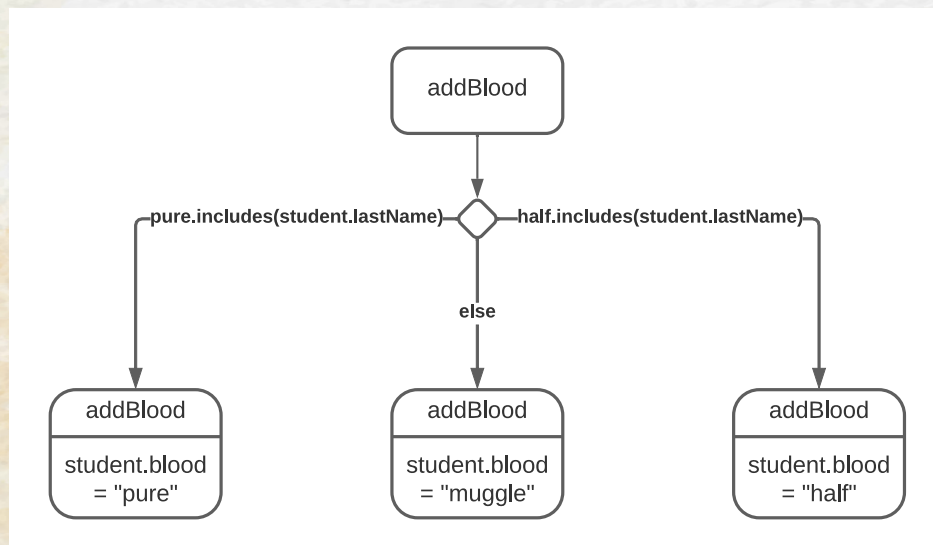 addBlood
pure.includes(student.lastName)
half.includes(student.lastName)
else
addBlood
student.blood
= "pure"
addBlood
student.blood
= "muggle"
addBlood
student.blood
= "half"